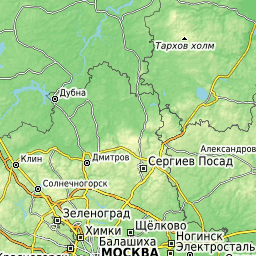 Тархов холм
Дубна
Александров
Клин
Дмитров
Сергиев Посад
Солнечногорск
Зеленоград
Химки
Щёлково
Ногинск
Балашиха
Электросталь
МОСКВА